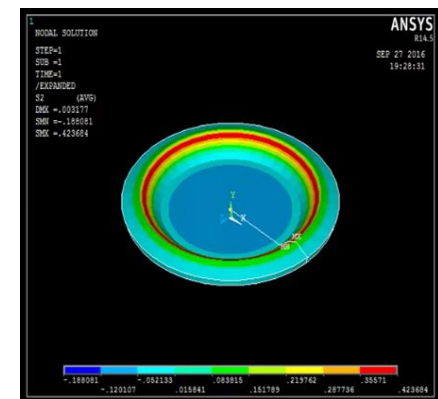 1
NODAL SOLUTION
STEP=1
SUB =1
TIME=1
/EXPANDED
S2 (AVG)
DMX =.003177
SMN =-.188081
SMX =.423684
ANSYS
R14.5
SEP 27 2016
19:28:31
Y
X
MX
MN
-.188081 -.052133 .083815 .219762 .35571
-.120107 .015841 .151789 .287736 .423684